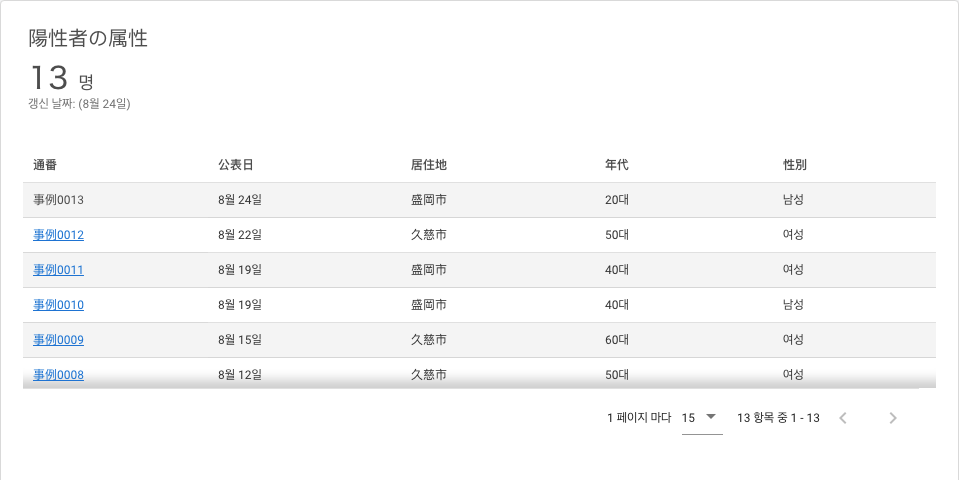 陽性者の属性
13 명
갱신 날짜: (8월 24일)
通番 公表日 居住地 年代 性別
事例0013 8월 24일 盛岡市 20대 남성
事例0012 8월 22일 久慈市 50대 여성
事例0011 8월 19일 盛岡市 40대 여성
事例0010 8월 19일 盛岡市 40대 남성
事例0009 8월 15일 久慈市 60대 여성
事例0008 8월 12일 久慈市 50대 여성
1 페이지 마다 15 13 항목 중 1 - 13